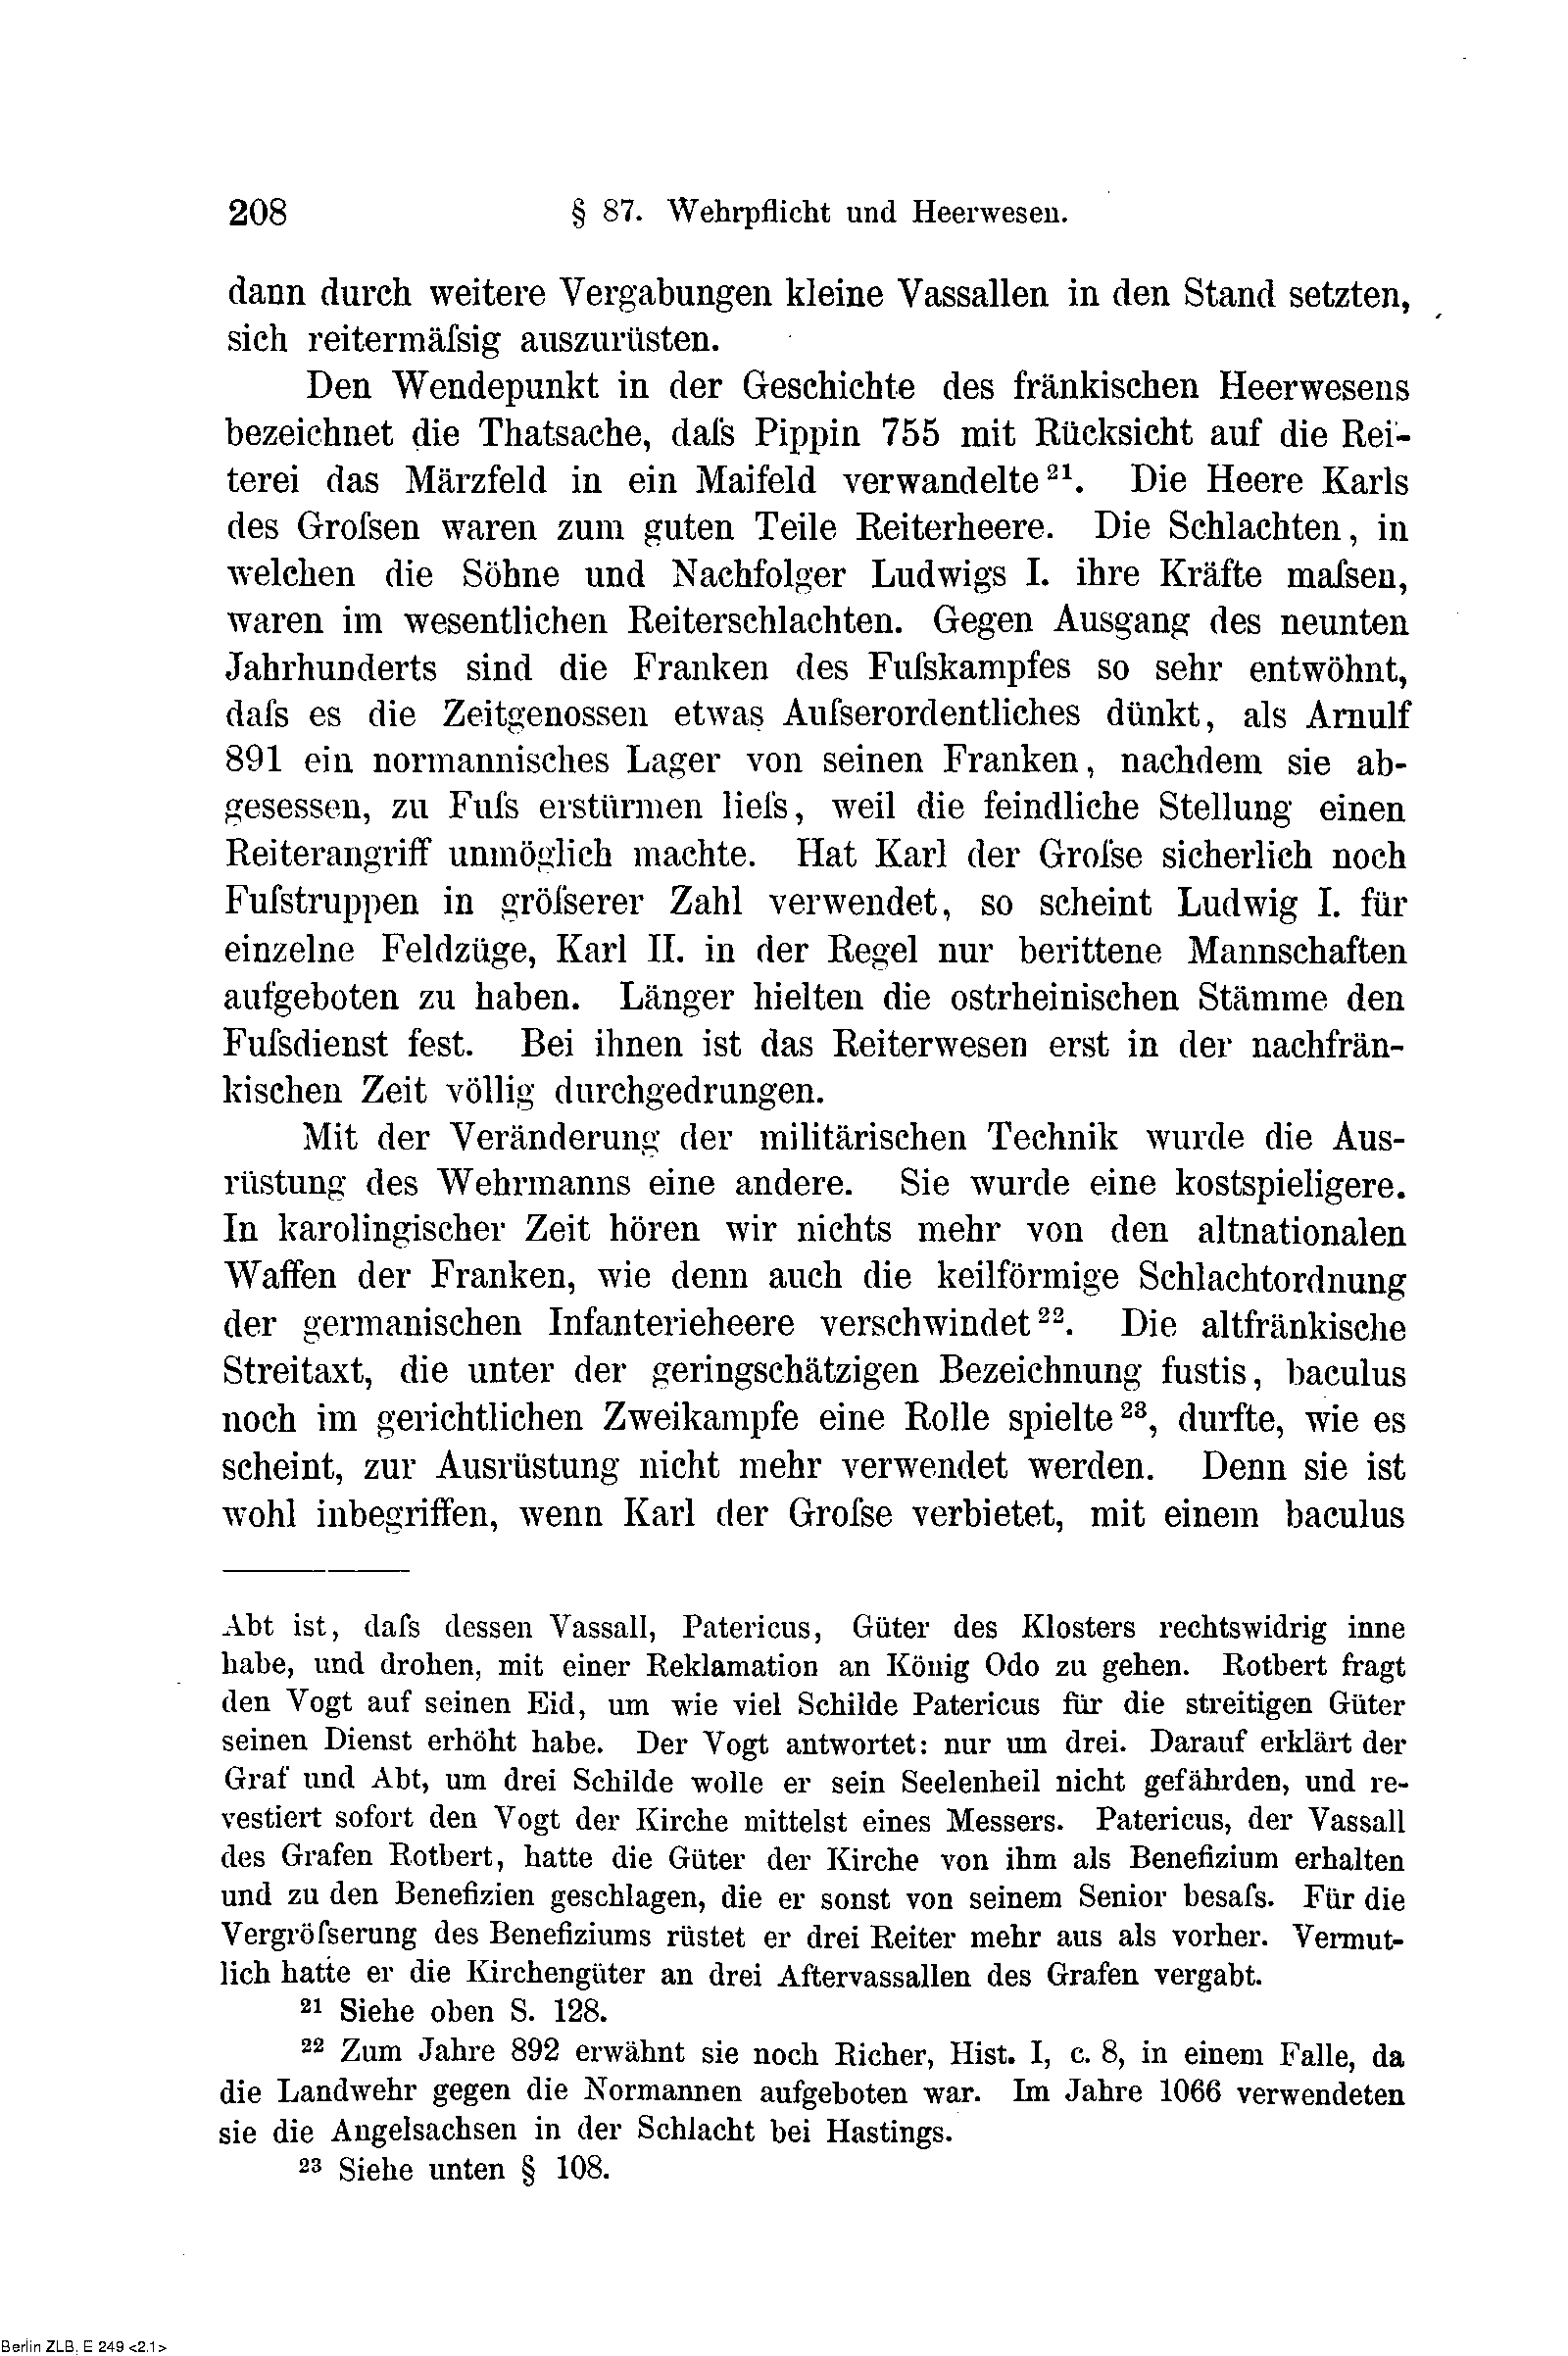 208 § 87. Wehrpflicht und Heerwesen.
dann durch weitere Vergabungen kleine Vassallen in den Stand setzten,
sich reitermäſsig auszurüsten.
Den Wendepunkt in der Geschichte des fränkischen Heerwesens
bezeichnet die Thatsache, daſs Pippin 755 mit Rücksicht auf die Rei-
terei das Märzfeld in ein Maifeld verwandelte²¹. Die Heere Karls
des Groſsen waren zum guten Teile Reiterheere. Die Schlachten, in
welchen die Söhne und Nachfolger Ludwigs I. ihre Kräfte maſsen,
waren im wesentlichen Reiterschlachten. Gegen Ausgang des neunten
Jahrhunderts sind die Franken des Fuſskampfes so sehr entwöhnt,
daſs es die Zeitgenossen etwas Auſserordentliches dünkt, als Arnulf
891 ein normannisches Lager von seinen Franken, nachdem sie ab-
gesessen, zu Fuſs erstürmen lieſs, weil die feindliche Stellung einen
Reiterangriff unmöglich machte. Hat Karl der Groſse sicherlich noch
Fuſstruppen in gröſserer Zahl verwendet, so scheint Ludwig I. für
einzelne Feldzüge, Karl II. in der Regel nur berittene Mannschaften
aufgeboten zu haben. Länger hielten die ostrheinischen Stämme den
Fuſsdienst fest. Bei ihnen ist das Reiterwesen erst in der nachfrän-
kischen Zeit völlig durchgedrungen.
Mit der Veränderung der militärischen Technik wurde die Aus-
rüstung des Wehrmanns eine andere. Sie wurde eine kostspieligere.
In karolingischer Zeit hören wir nichts mehr von den altnationalen
Waffen der Franken, wie denn auch die keilförmige Schlachtordnung
der germanischen Infanterieheere verschwindet²². Die altfränkische
Streitaxt, die unter der geringschätzigen Bezeichnung fustis, baculus
noch im gerichtlichen Zweikampfe eine Rolle spielte²³, durfte, wie es
scheint, zur Ausrüstung nicht mehr verwendet werden. Denn sie ist
wohl inbegriffen, wenn Karl der Groſse verbietet, mit einem baculus
Abt ist, daſs dessen Vassall, Patericus, Güter des Klosters rechtswidrig inne
habe, und drohen, mit einer Reklamation an König Odo zu gehen. Rotbert fragt
den Vogt auf seinen Eid, um wie viel Schilde Patericus für die streitigen Güter
seinen Dienst erhöht habe. Der Vogt antwortet: nur um drei. Darauf erklärt der
Graf und Abt, um drei Schilde wolle er sein Seelenheil nicht gefährden, und re-
vestiert sofort den Vogt der Kirche mittelst eines Messers. Patericus, der Vassall
des Grafen Rotbert, hatte die Güter der Kirche von ihm als Benefizium erhalten
und zu den Benefizien geschlagen, die er sonst von seinem Senior besaſs. Für die
Vergröſserung des Benefiziums rüstet er drei Reiter mehr aus als vorher. Vermut-
lich hatte er die Kirchengüter an drei Aftervassallen des Grafen vergabt.
²¹ Siehe oben S. 128.
²² Zum Jahre 892 erwähnt sie noch Richer, Hist. I, c. 8, in einem Falle, da
die Landwehr gegen die Normannen aufgeboten war. Im Jahre 1066 verwendeten
sie die Angelsachsen in der Schlacht bei Hastings.
²³ Siehe unten § 108.
Berlin ZLB, E 249 <2.1>